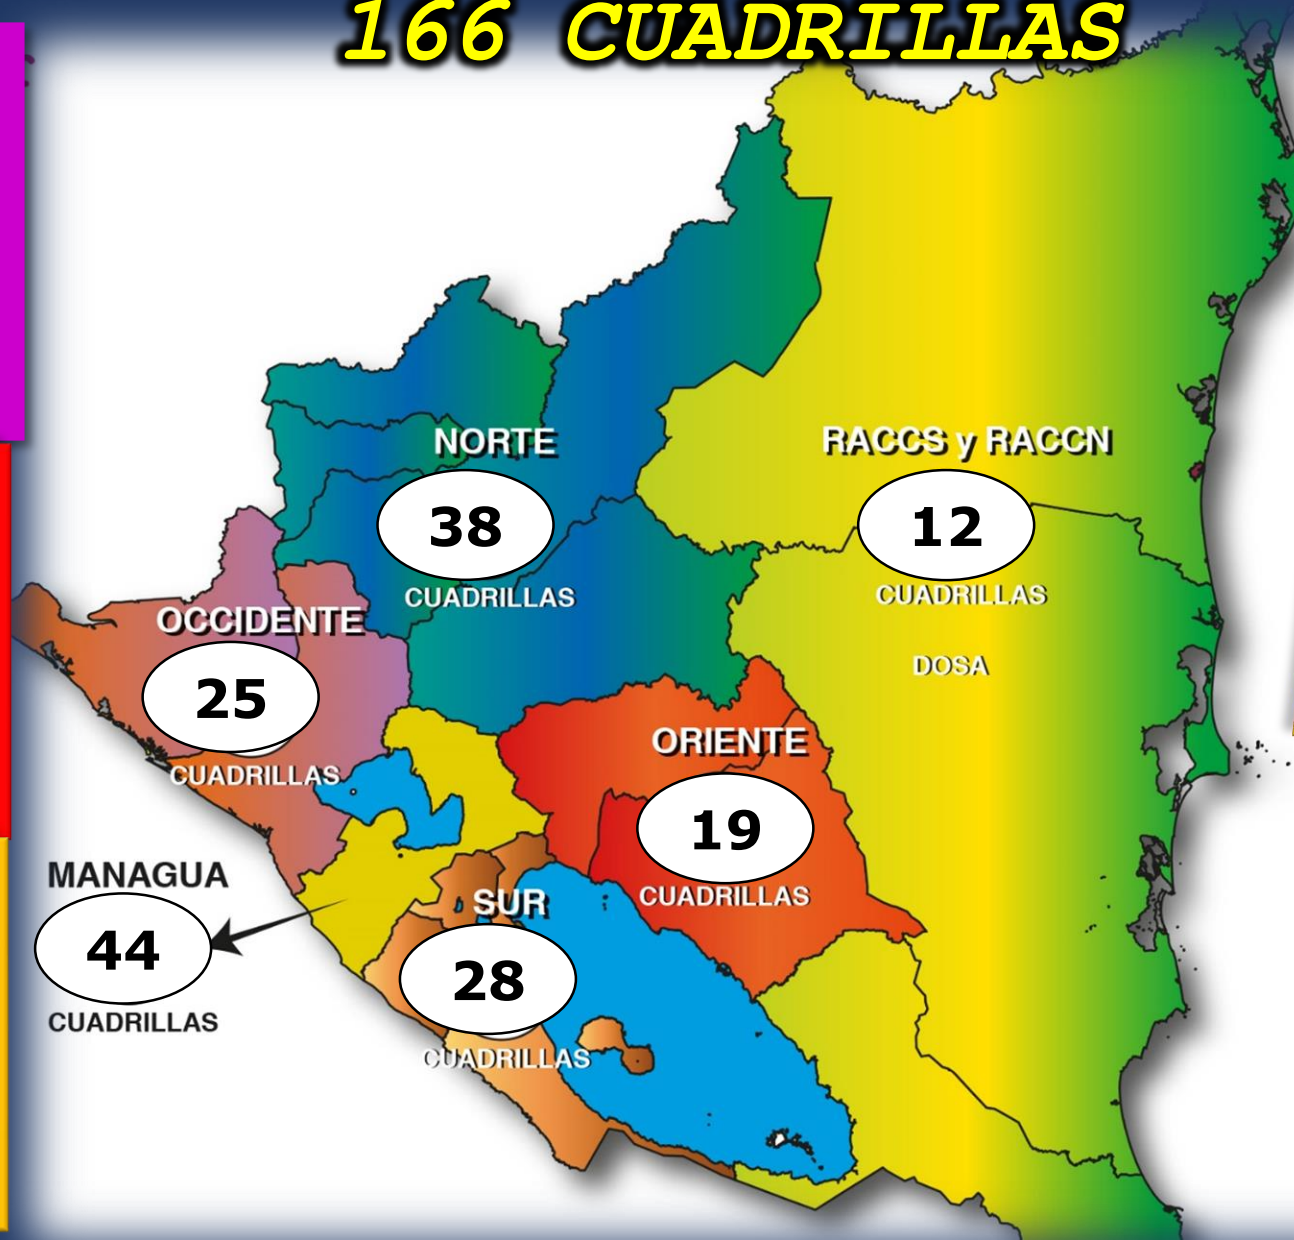 166 CUADRILLAS
NORTE
38
CUADRILLAS
RACCS y RACCN
12
CUADRILLAS
DOSA
OCCIDENTE
25
CUADRILLAS
ORIENTE
19
CUADRILLAS
MANAGUA
44
CUADRILLAS
SUR
28
CUADRILLAS